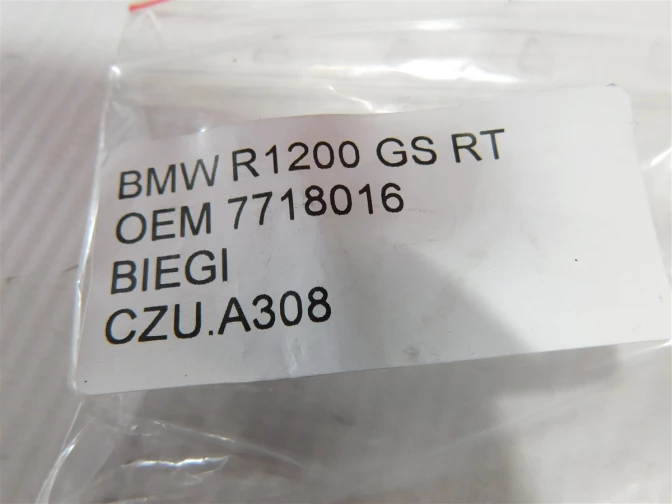 BMW R1200 GS RT
OEM 7718016
BIEGI
CZU.A308